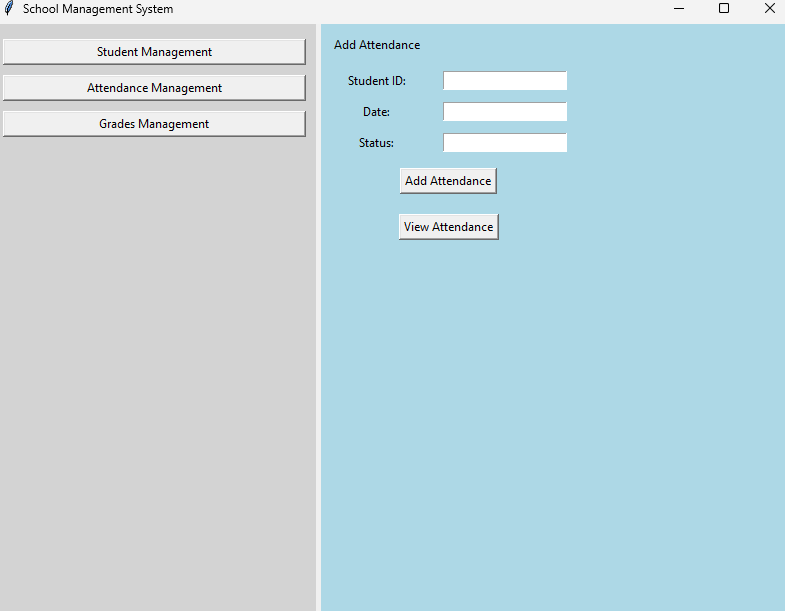 School Management System
Student Management
Attendance Management
Grades Management
Add Attendance
Student ID:
Date:
Status:
Add Attendance
View Attendance